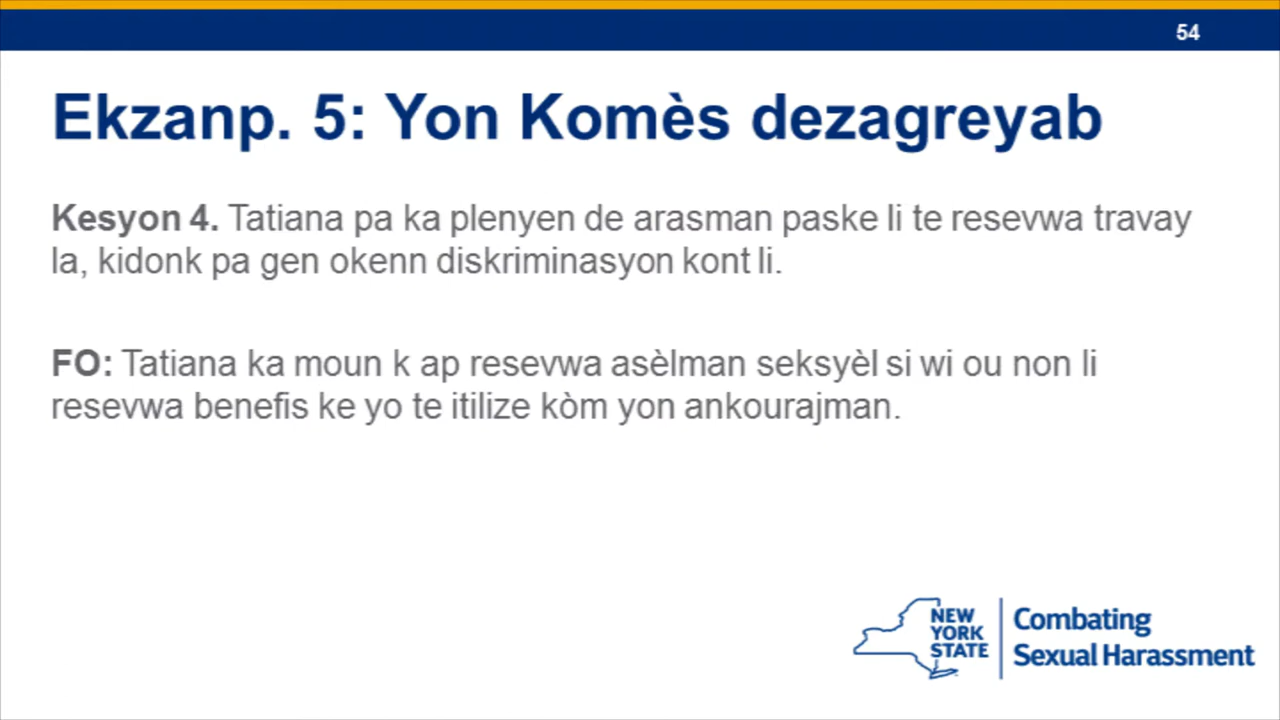 54
Ekzanp. 5: Yon Komès dezagreyab
Kesyon 4. Tatiana pa ka plenyen de arasman paske li te resevwa travay
la, kidonk pa gen okenn diskriminasyon kont li.
FO: Tatiana ka moun k ap resevwa asèlman seksyèl si wi ou non li
resevwa benefis ke yo te itilize kòm yon ankourajman.
NEW
YORK
STATE
Combating
Sexual Harassment